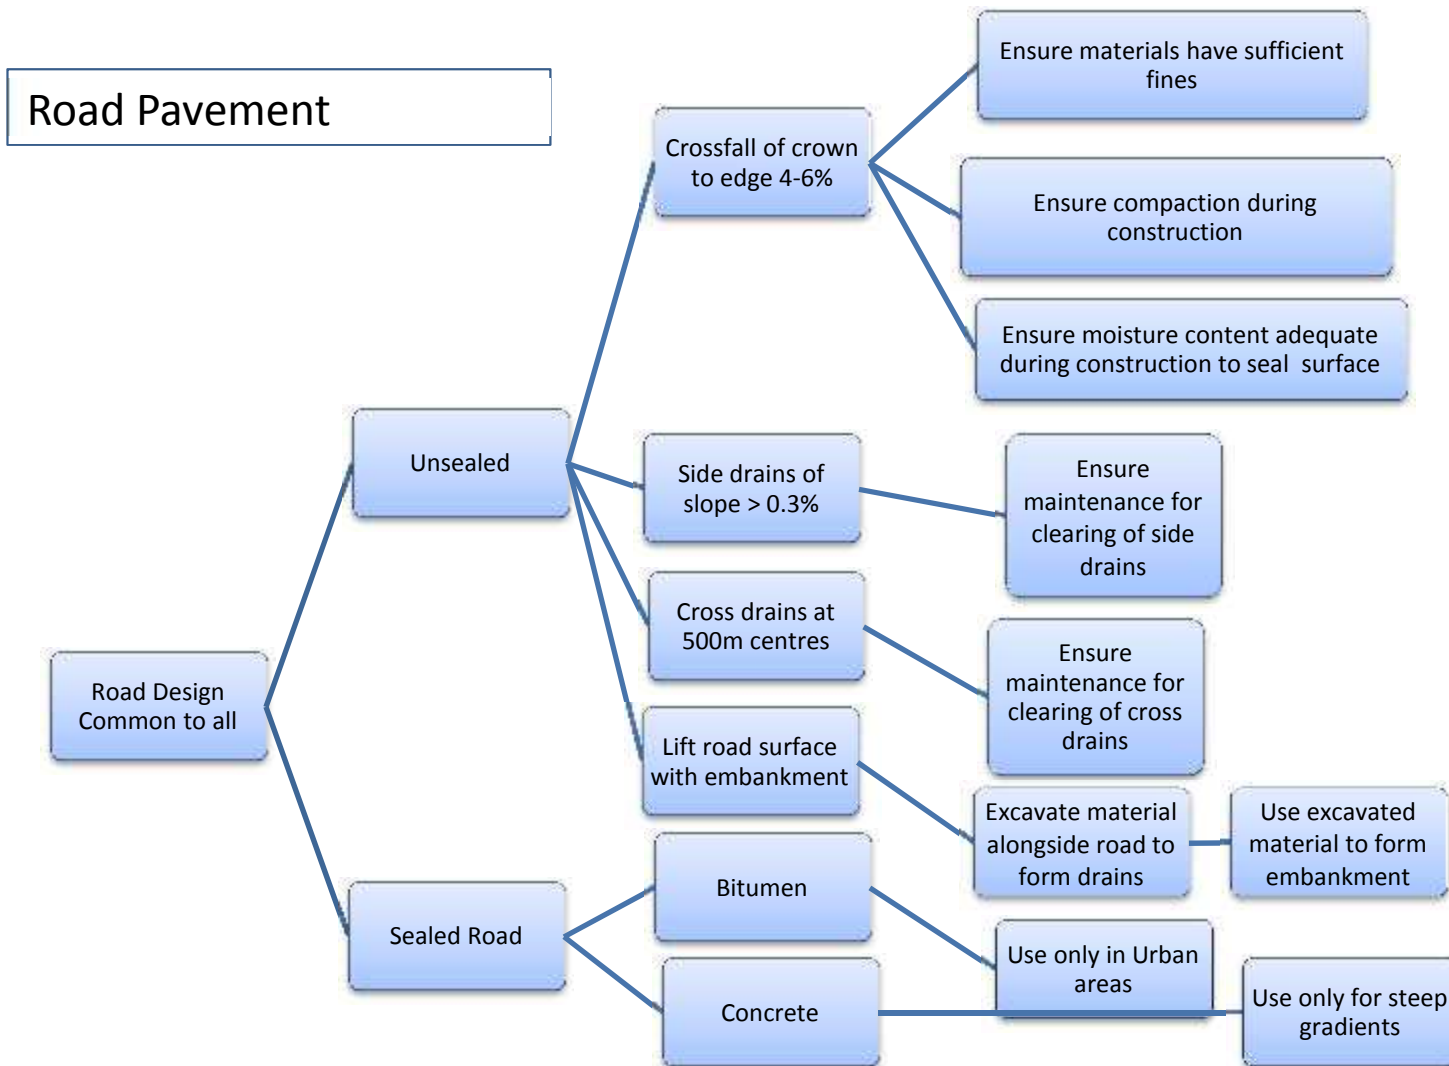 Road Pavement
Ensure materials have sufficient
fines
Crossfall of crown
to edge 4-6%
Ensure compaction during
construction
Ensure moisture content adequate
during construction to seal surface
Unsealed
Side drains of
slope > 0.3%
Ensure
maintenance for
clearing of side
drains
Cross drains at
500m centres
Ensure
maintenance for
clearing of cross
drains
Road Design
Common to all
Lift road surface
with embankment
Excavate material
alongside road to
form drains
Use excavated
material to form
embankment
Sealed Road
Bitumen
Use only in Urban
areas
Concrete
Use only for steep
gradients